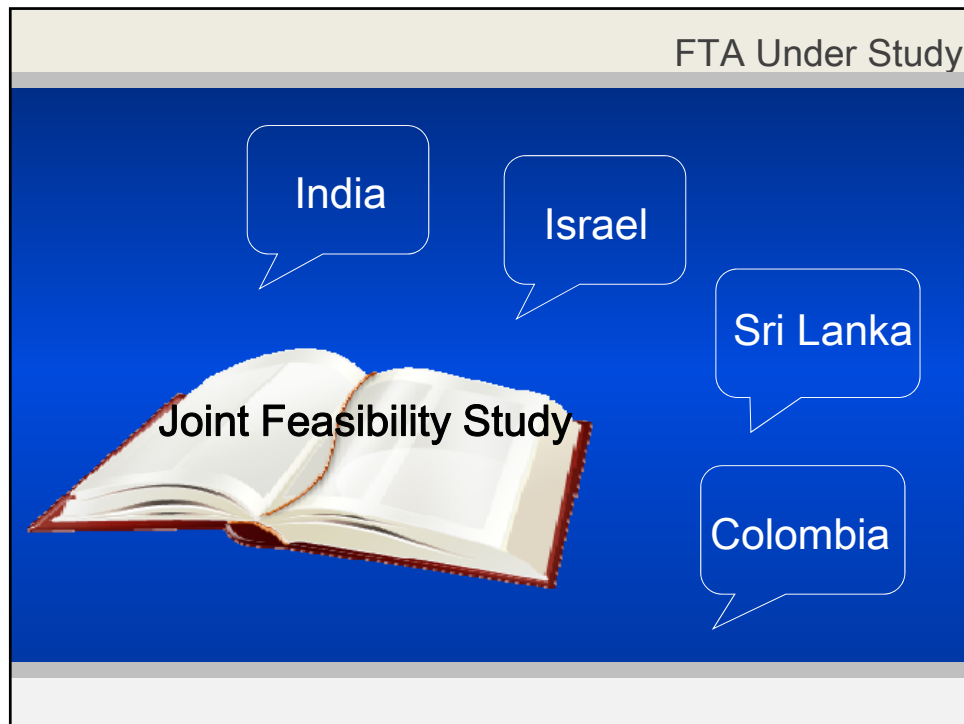 FTA Under Study
India
Israel
Sri Lanka
Joint Feasibility Study
Colombia